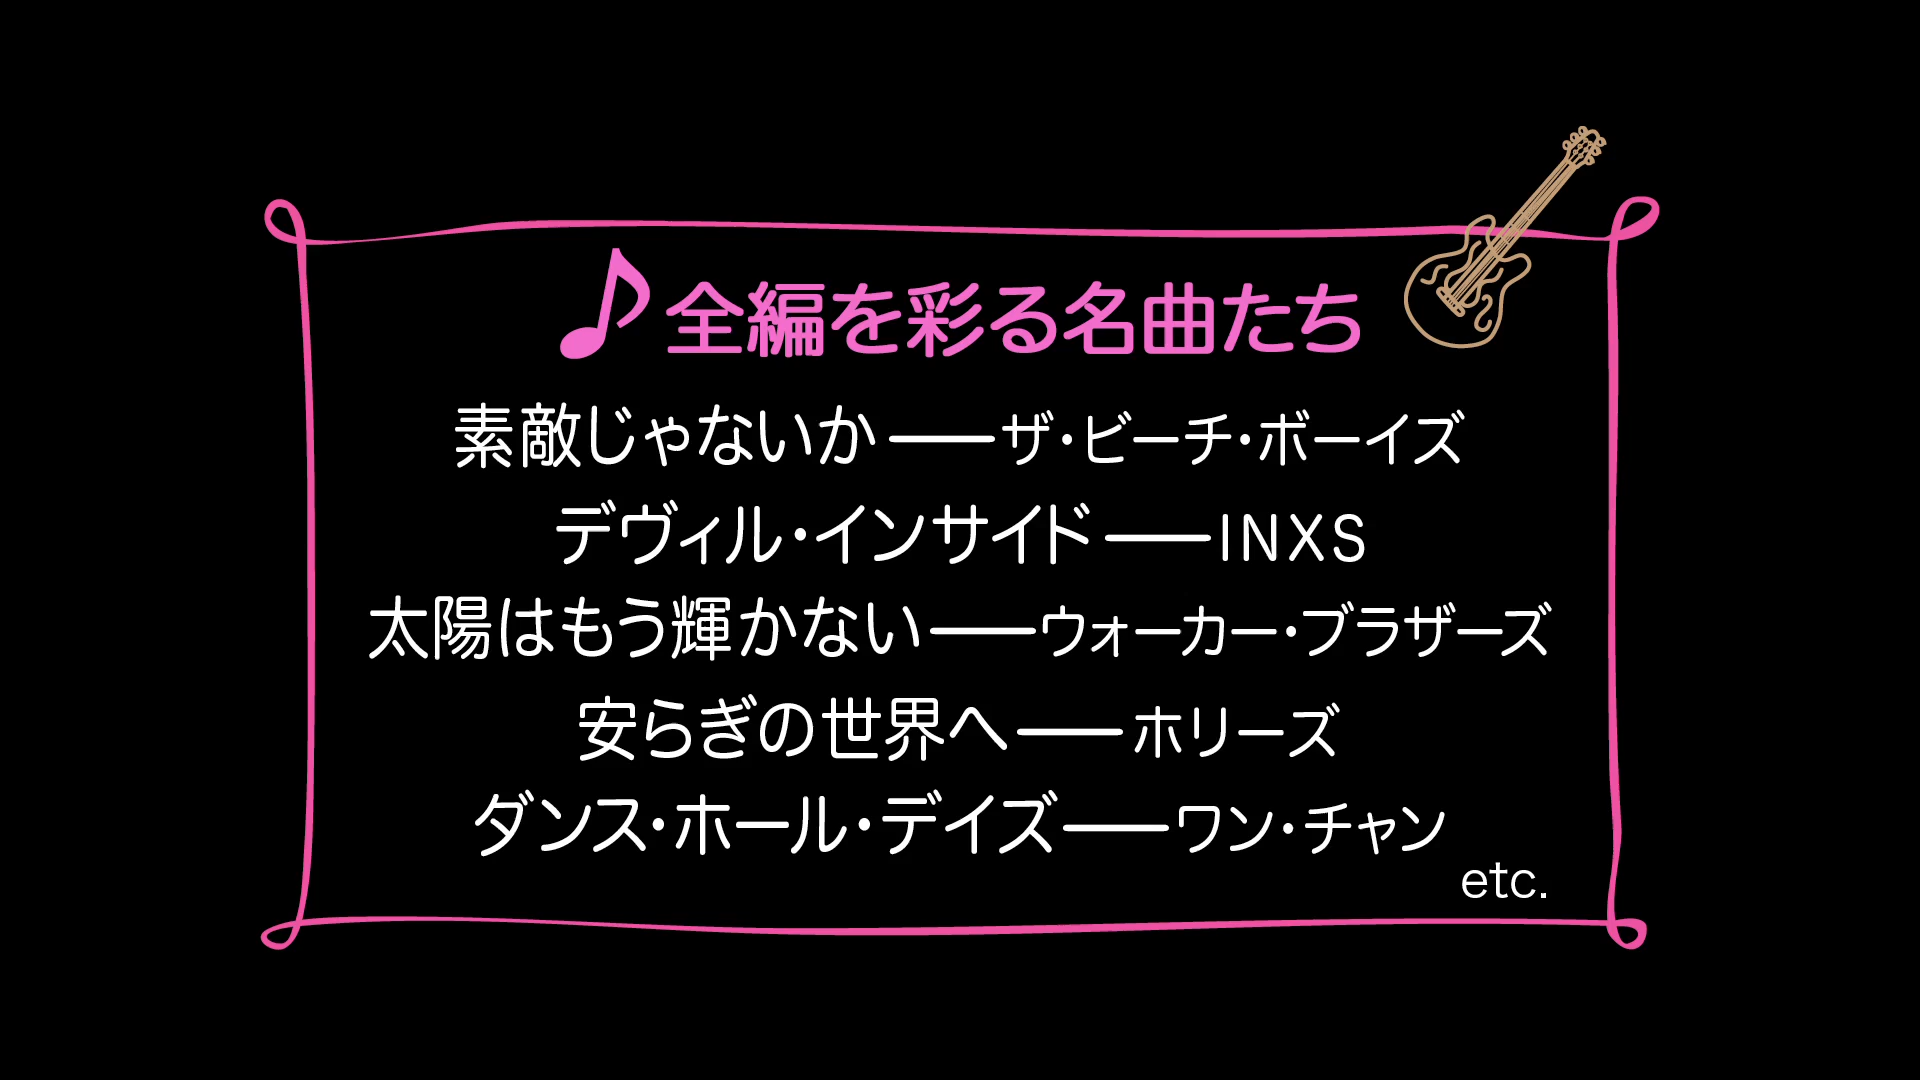 ♪全編を彩る名曲たち
素敵じゃないか──ザ・ビーチ・ボーイズ
デヴィル・インサイド──INXS
太陽はもう輝かない──ウォーカー・ブラザーズ
安らぎの世界へ──ホリーズ
ダンス・ホール・デイズ──ワン・チャン
etc.